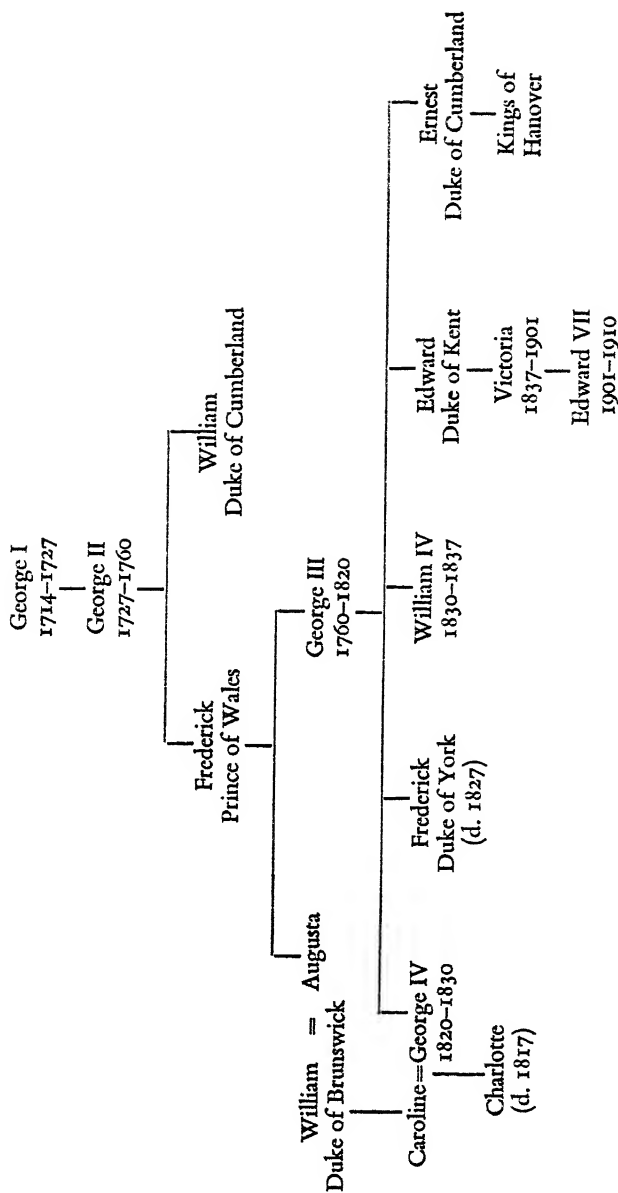 George I
1714–1727
George II
1727–1760
Frederick
Prince of Wales
William
Duke of Cumberland
William = Augusta
Duke of Brunswick
George III
1760–1820
Caroline=George IV
1820–1830
Frederick
Duke of York
(d. 1827)
William IV
1830–1837
Edward
Duke of Kent
Ernest
Duke of Cumberland
Charlotte
(d. 1817)
Victoria
1837–1901
Kings of
Hanover
Edward VII
1901–1910